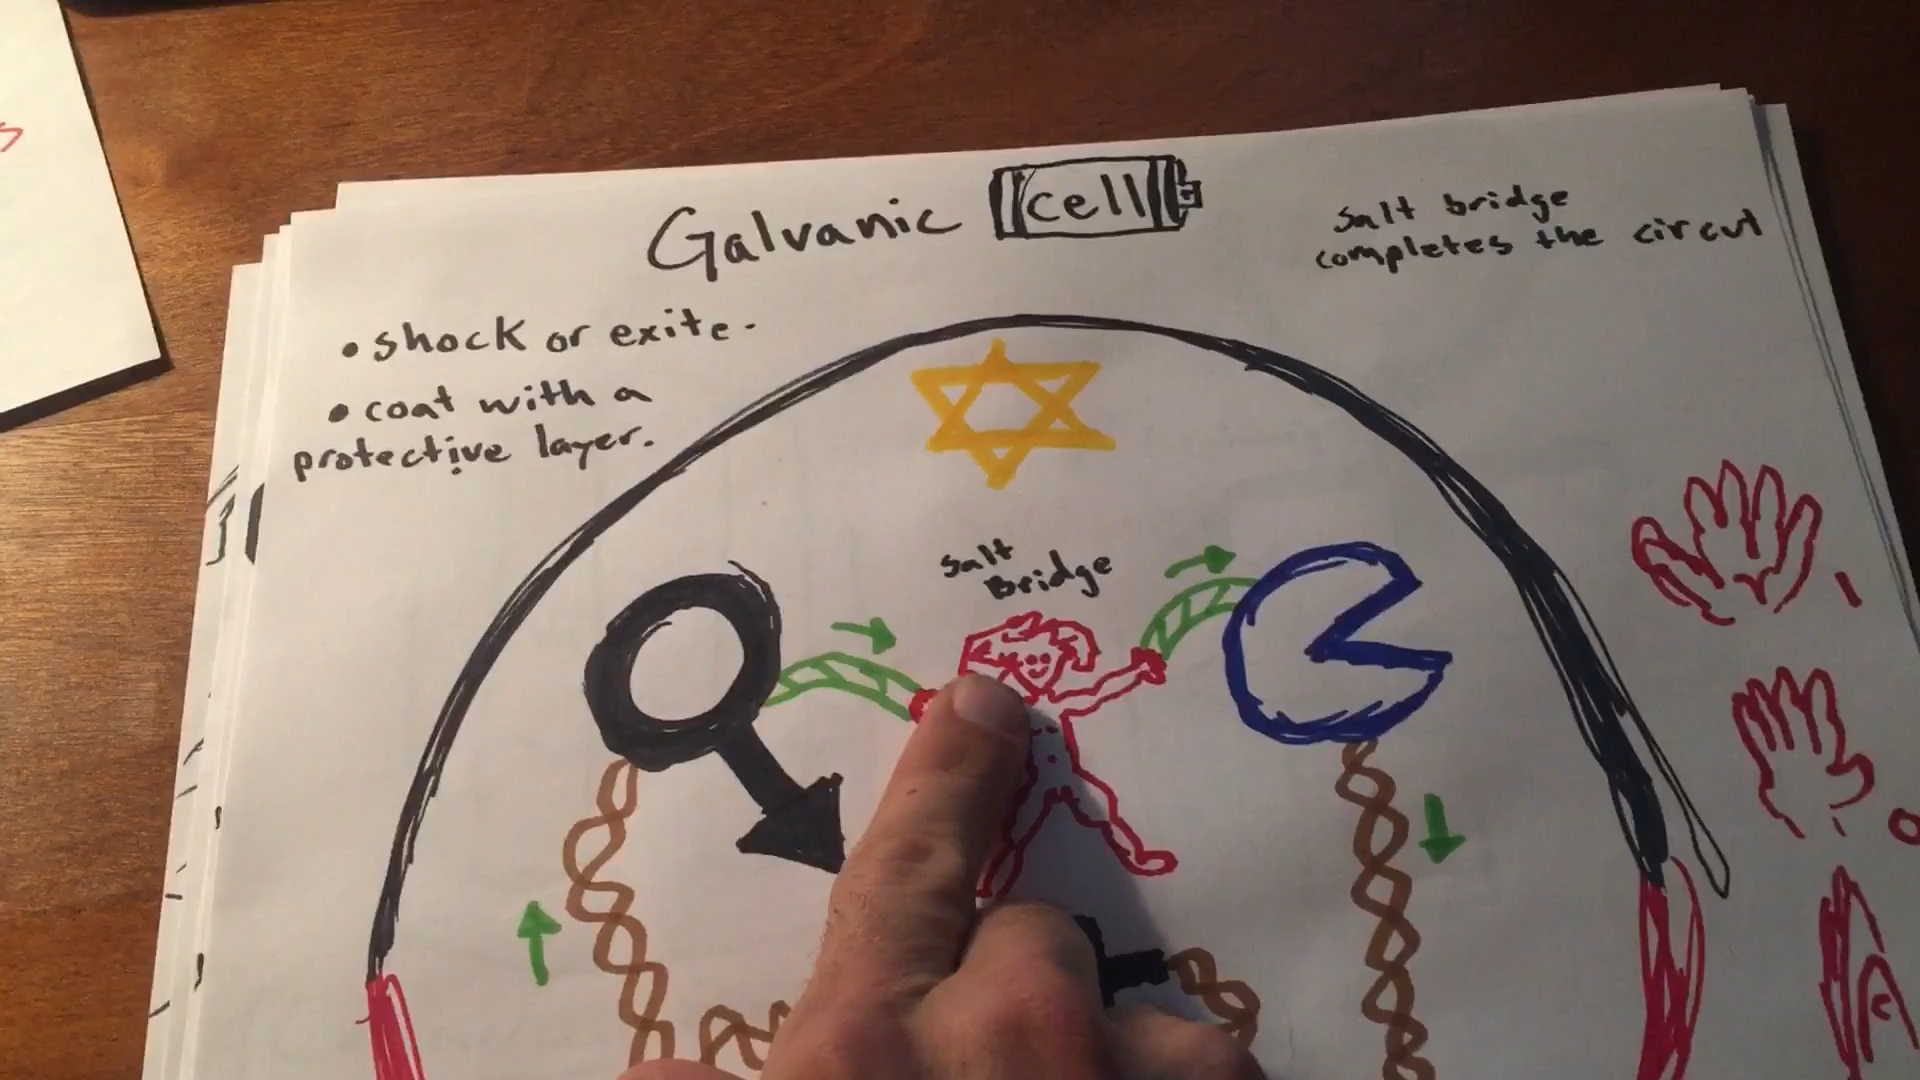 Galvanic cell
salt bridge
completes the circut
• shock or exite.
• coat with a
protective layer.
salt
Bridge